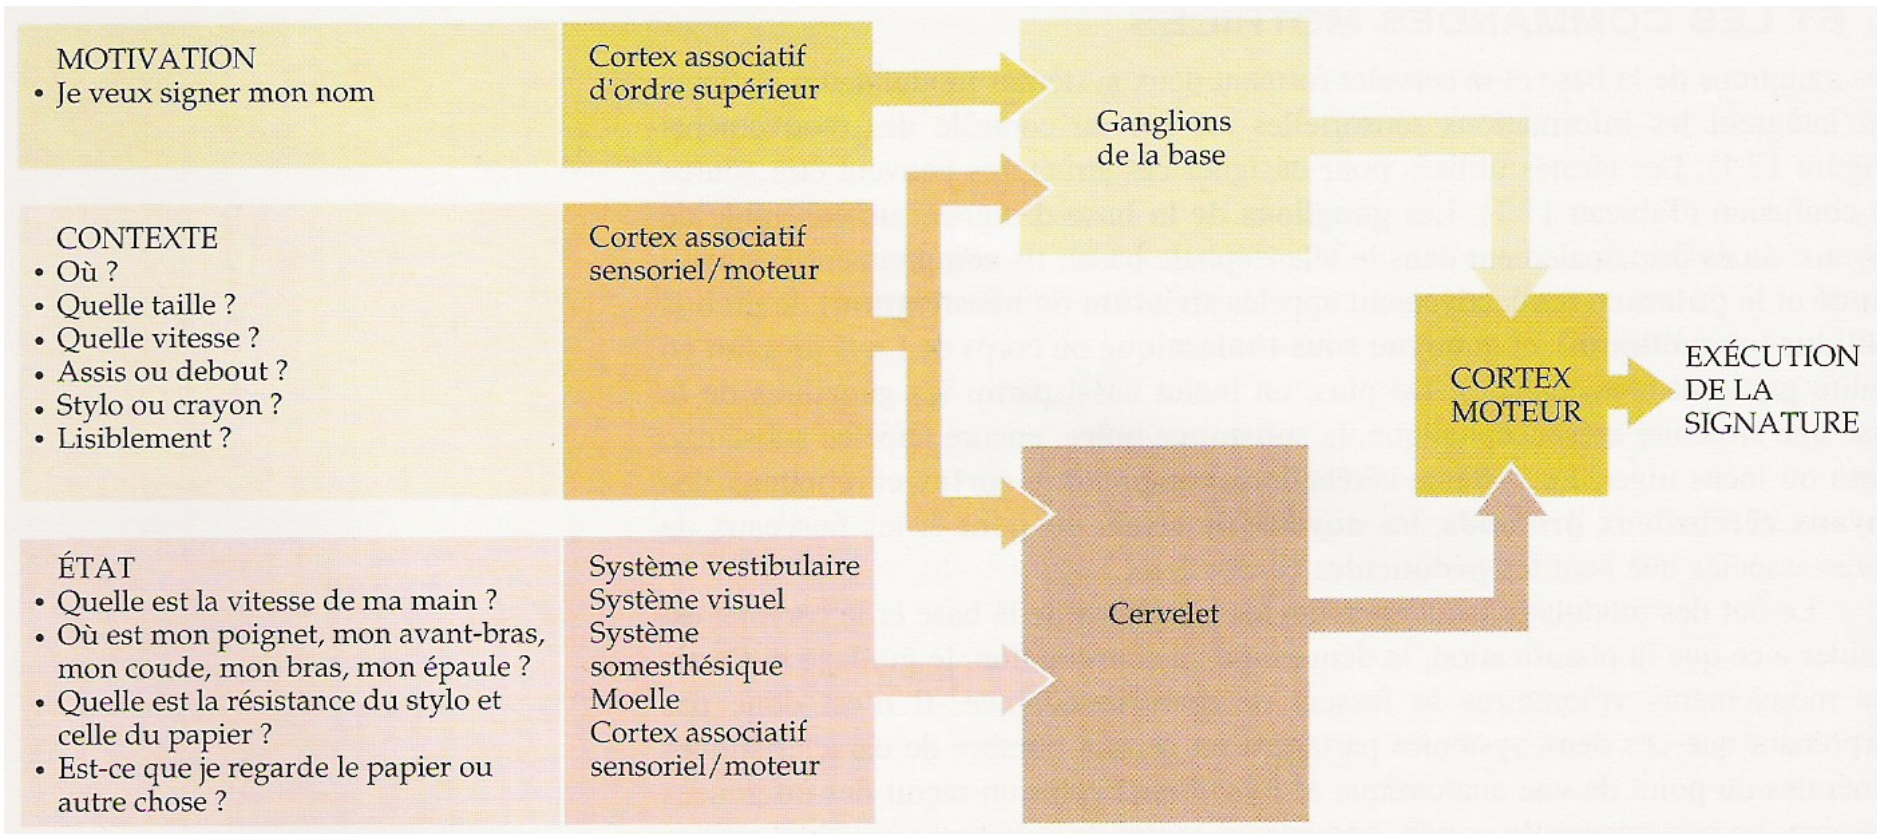 ET LES COMMANDES MOTRICES
MOTIVATION
• Je veux signer mon nom
Cortex associatif
d'ordre supérieur
Ganglions
de la base
CONTEXTE
• Où ?
• Quelle taille ?
• Quelle vitesse ?
• Assis ou debout ?
• Stylo ou crayon ?
• Lisiblement ?
Cortex associatif
sensoriel/moteur
CORTEX
MOTEUR
EXÉCUTION
DE LA
SIGNATURE
ÉTAT
• Quelle est la vitesse de ma main ?
• Où est mon poignet, mon avant-bras,
mon coude, mon bras, mon épaule ?
• Quelle est la résistance du stylo et
celle du papier ?
• Est-ce que je regarde le papier ou
autre chose ?
Système vestibulaire
Système visuel
Système
somesthésique
Moelle
Cortex associatif
sensoriel/moteur
Cervelet